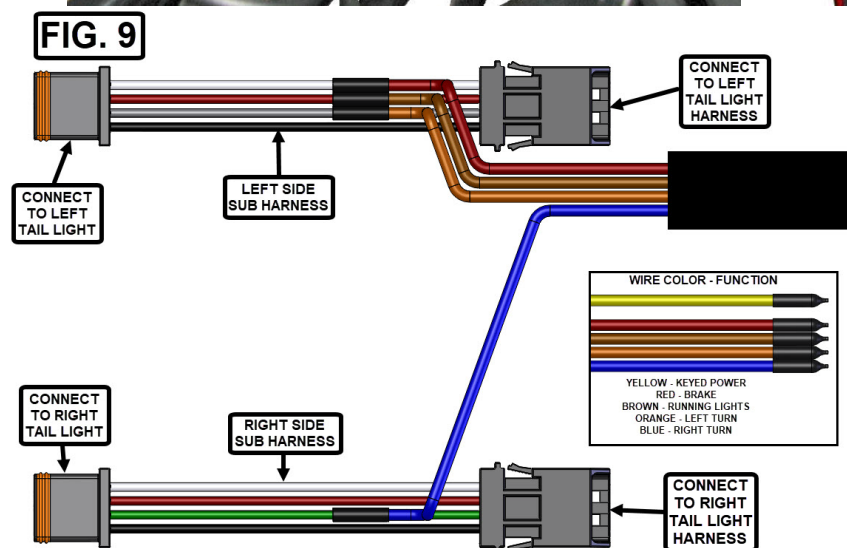 FIG. 9
CONNECT
TO LEFT
TAIL LIGHT
HARNESS
CONNECT
TO LEFT
TAIL LIGHT
LEFT SIDE
SUB HARNESS
WIRE COLOR - FUNCTION
YELLOW - KEYED POWER
RED - BRAKE
BROWN - RUNNING LIGHTS
ORANGE - LEFT TURN
BLUE - RIGHT TURN
CONNECT
TO RIGHT
TAIL LIGHT
RIGHT SIDE
SUB HARNESS
CONNECT
TO RIGHT
TAIL LIGHT
HARNESS